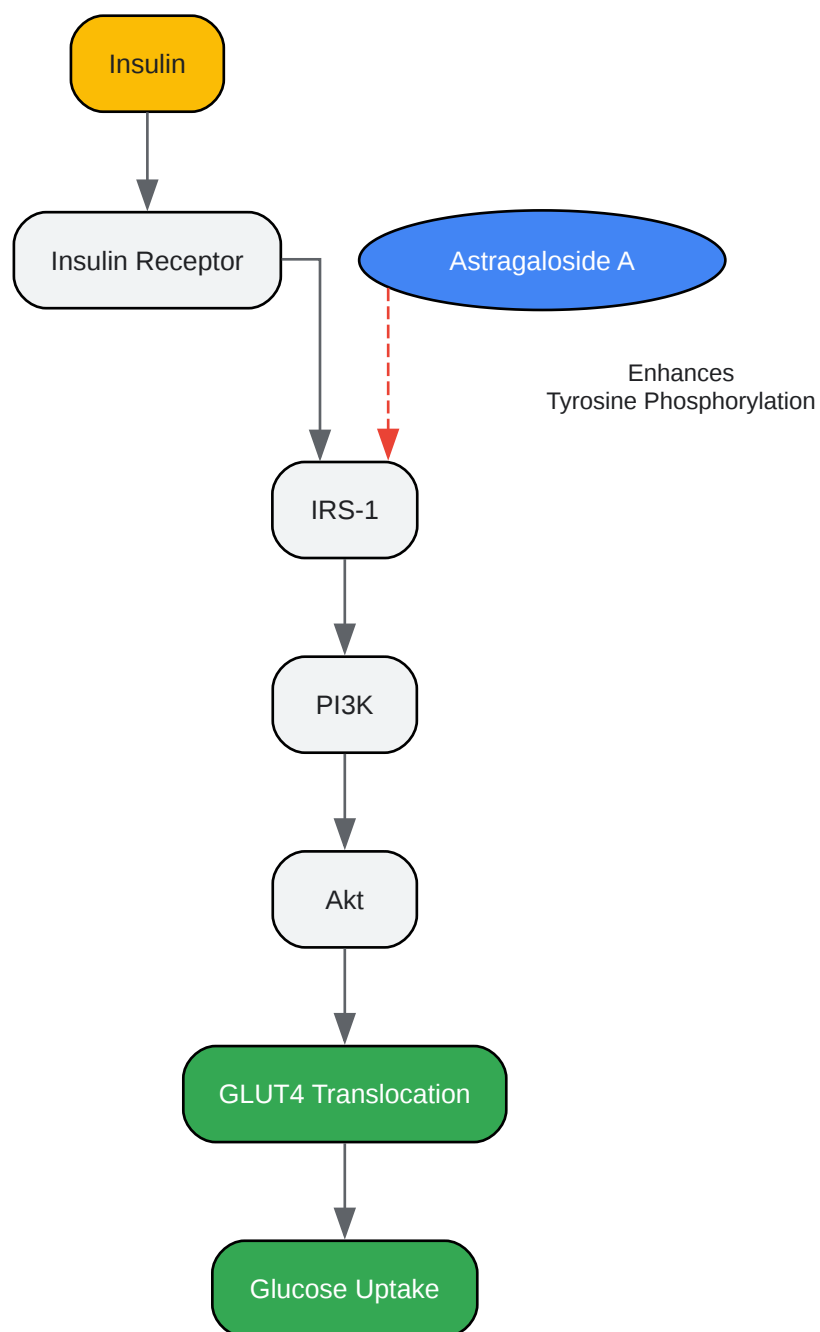 Insulin
Insulin Receptor
Astragaloside A
Enhances
Tyrosine Phosphorylation
IRS-1
PI3K
Akt
GLUT4 Translocation
Glucose Uptake